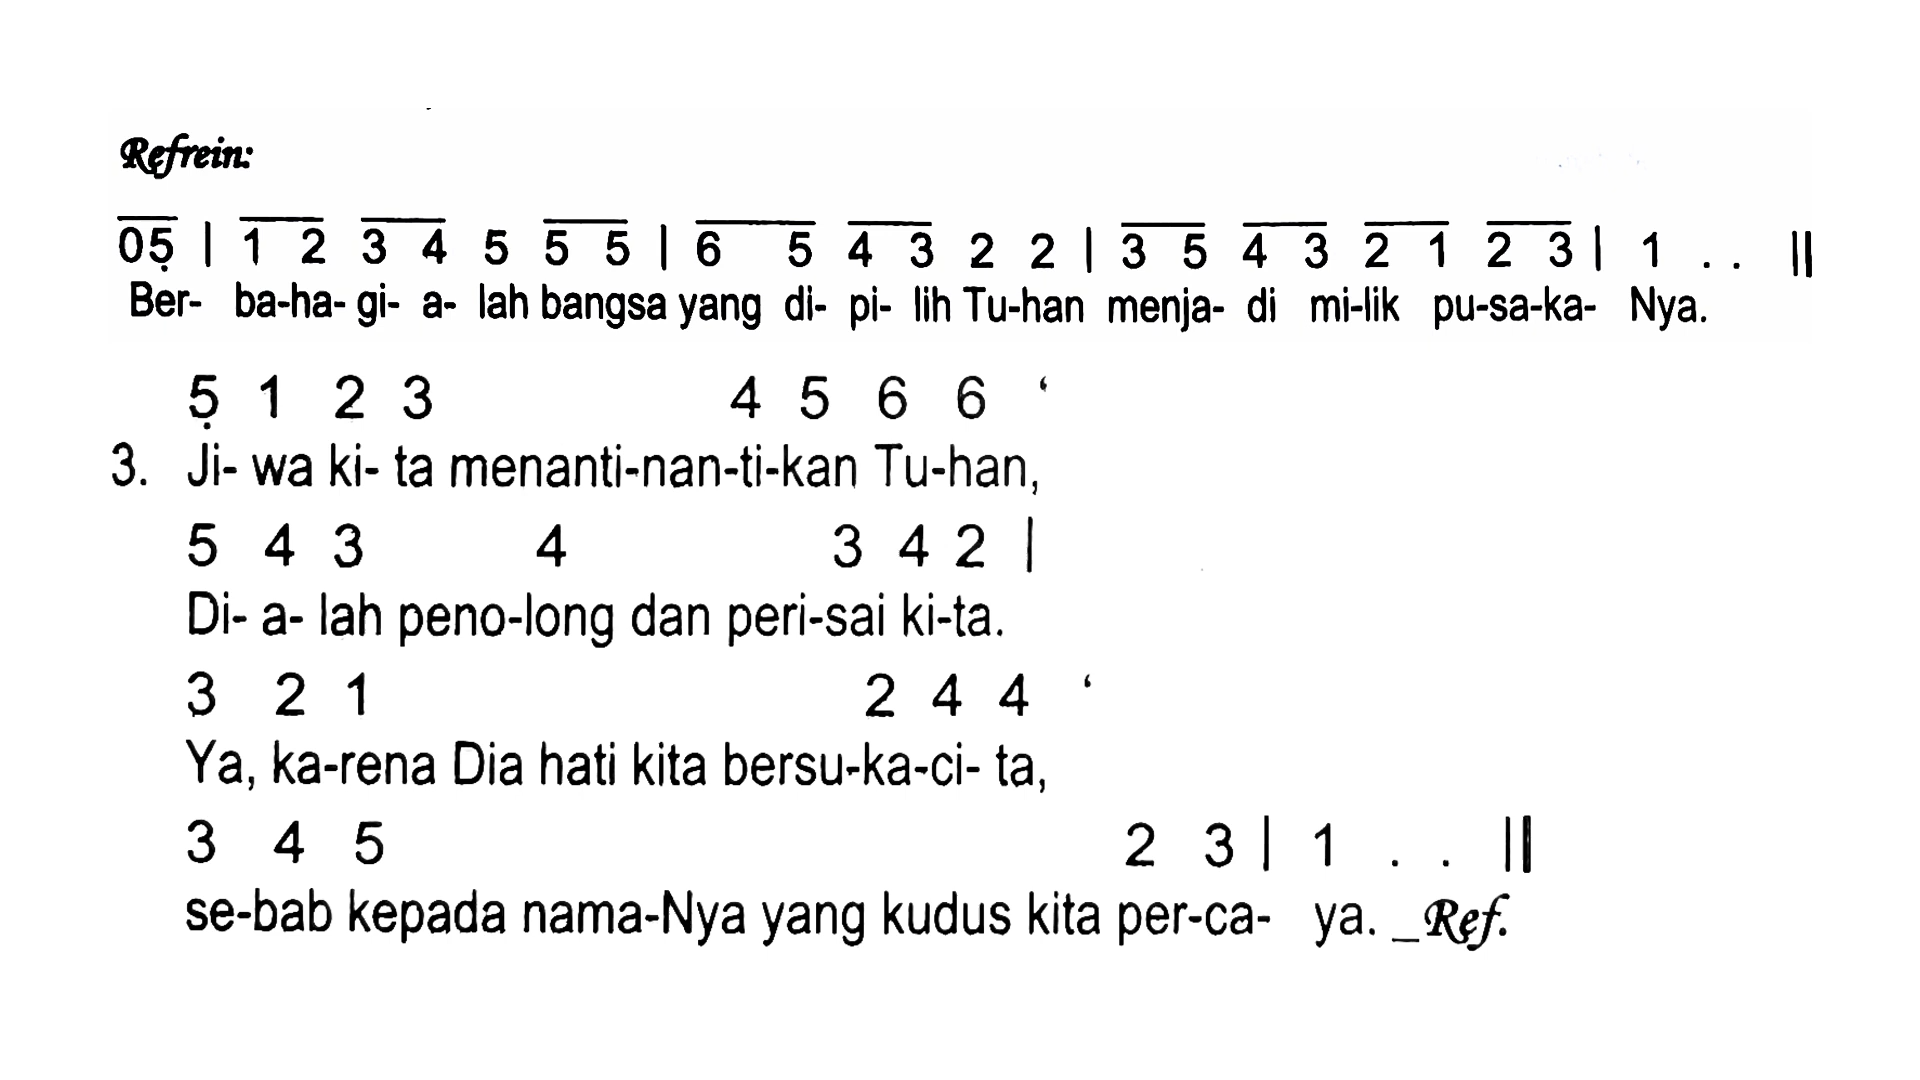 Refrein:
05̣ | 1 2 3 4 5 5 5 | 6 5 4 3 2 2 | 3 5 4 3 2 1 2 3 | 1 . . ||
Ber- ba-ha- gi- a- lah bangsa yang di- pi- lih Tu-han menja- di mi-lik pu-sa-ka- Nya.
5̣ 1 2 3 4 5 6 6 ‘
3. Ji- wa ki- ta menanti-nan-ti-kan Tu-han,
5 4 3 4 3 4 2 |
Di- a- lah peno-long dan peri-sai ki-ta.
3 2 1 2 4 4 ‘
Ya, ka-rena Dia hati kita bersu-ka-ci- ta,
3 4 5 2 3 | 1 . . ||
se-bab kepada nama-Nya yang kudus kita per-ca- ya. _Ref.